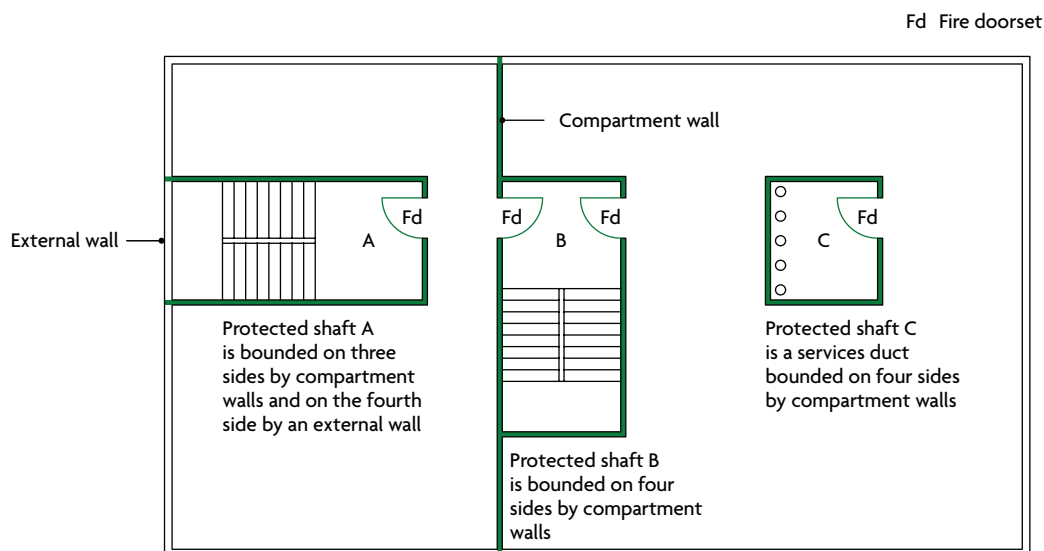 Fd Fire doorset
Compartment wall
External wall
Fd
A
Fd
B
Fd
C
Fd
Protected shaft A
is bounded on three
sides by compartment
walls and on the fourth
side by an external wall
Protected shaft B
is bounded on four
sides by compartment
walls
Protected shaft C
is a services duct
bounded on four sides
by compartment walls